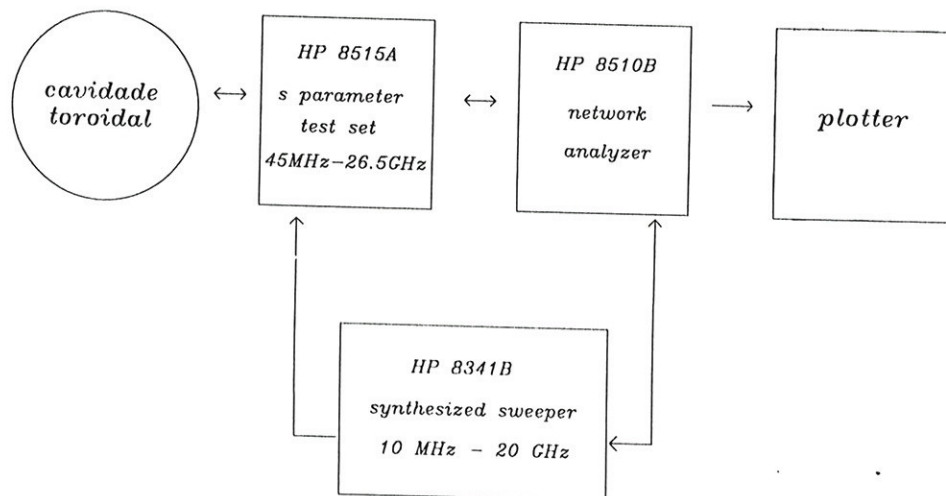 cavidade
toroidal
HP 8515A
s parameter
test set
45MHz-26.5GHz
HP 8510B
network
analyzer
plotter
HP 8341B
synthesized sweeper
10 MHz - 20 GHz